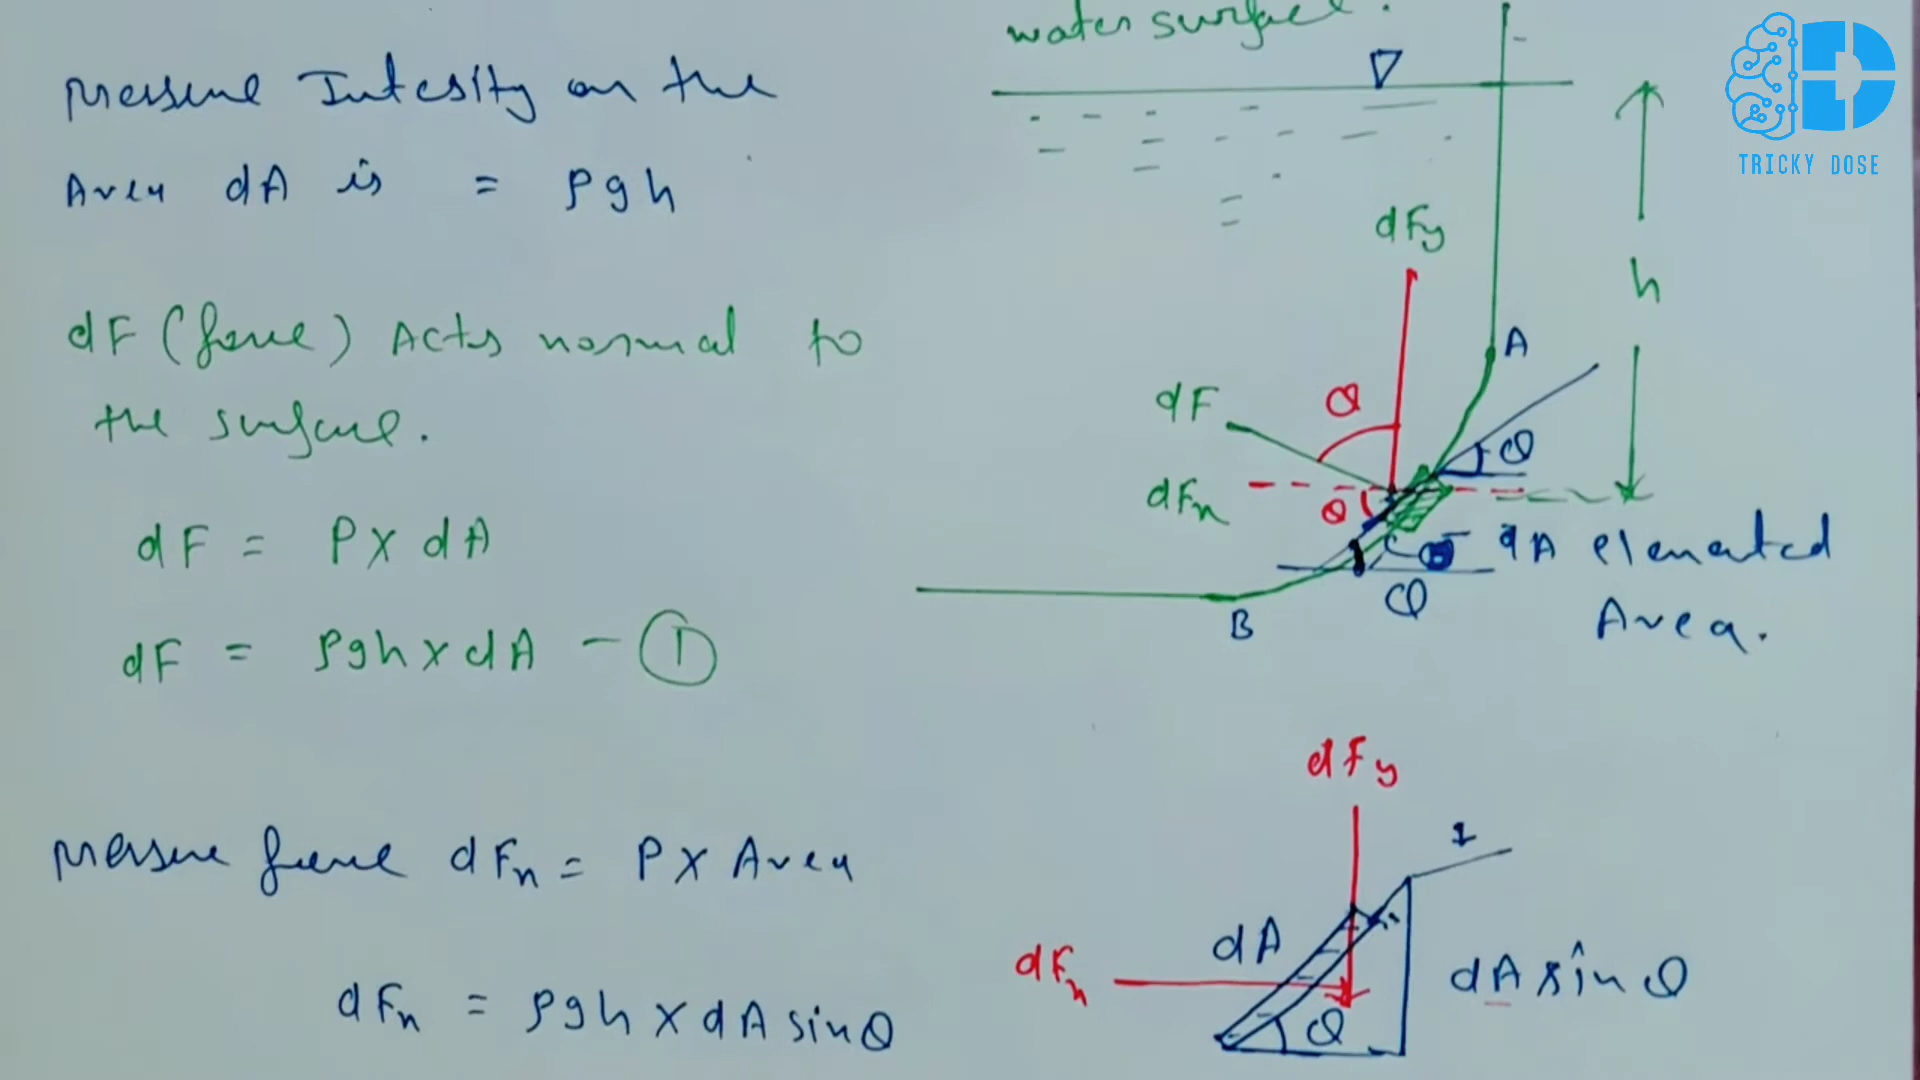 water surface.
TRICKY DOSE
pressure Intesity on the
Area dA is = ρgh
dF (force) Acts normal to
the surface.
dF = P X dA
dF = ρgh x dA - 1
pressure force dFx = P X Area
dFx = ρgh X dA sinθ
h
dFy
A
dF
θ
θ
dFx
θ
dA elemented
Area.
θ
B
dFy
dA
dFx
θ
dA sinθ